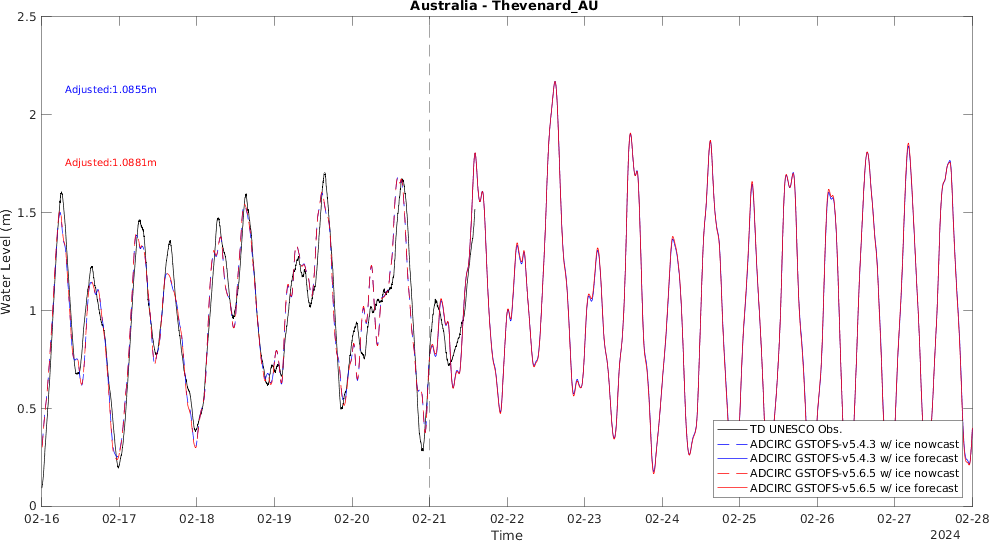 Australia - Thevenard_AU
2.5
2
1.5
1
0.5
0
Water Level (m)
Adjusted:1.0855m
Adjusted:1.0881m
TD UNESCO Obs.
ADCIRC GSTOFS-v5.4.3 w/ ice nowcast
ADCIRC GSTOFS-v5.4.3 w/ ice forecast
ADCIRC GSTOFS-v5.6.5 w/ ice nowcast
ADCIRC GSTOFS-v5.6.5 w/ ice forecast
02-16 02-17 02-18 02-19 02-20 02-21 02-22 02-23 02-24 02-25 02-26 02-27 02-28
Time
2024